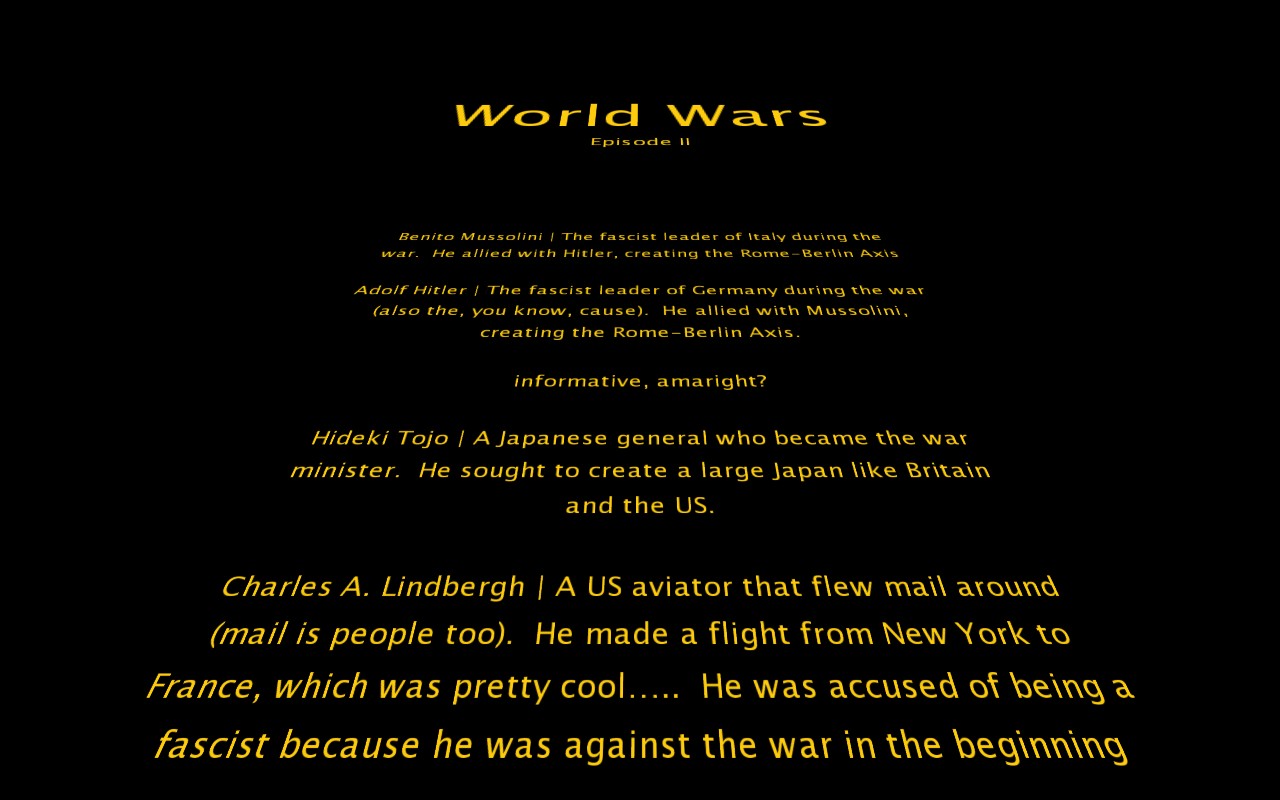 World Wars
Episode II
Benito Mussolini | The fascist leader of Italy during the
war.  He allied with Hitler, creating the Rome-Berlin Axis
Adolf Hitler | The fascist leader of Germany during the war
(also the, you know, cause).  He allied with Mussolini,
creating the Rome-Berlin Axis.
informative, amaright?
Hideki Tojo | A Japanese general who became the war
minister.  He sought to create a large Japan like Britain
and the US.
Charles A. Lindbergh | A US aviator that flew mail around
(mail is people too).  He made a flight from New York to
France, which was pretty cool.....  He was accused of being a
fascist because he was against the war in the beginning